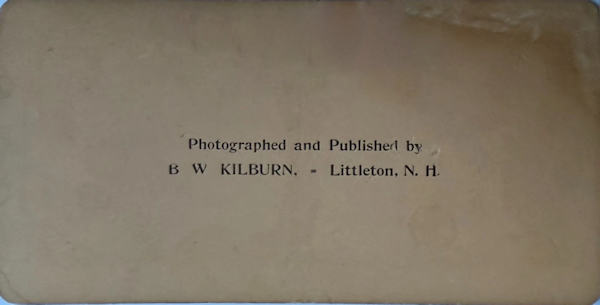 Photographed and Published by
B W KILBURN, - Littleton, N. H.